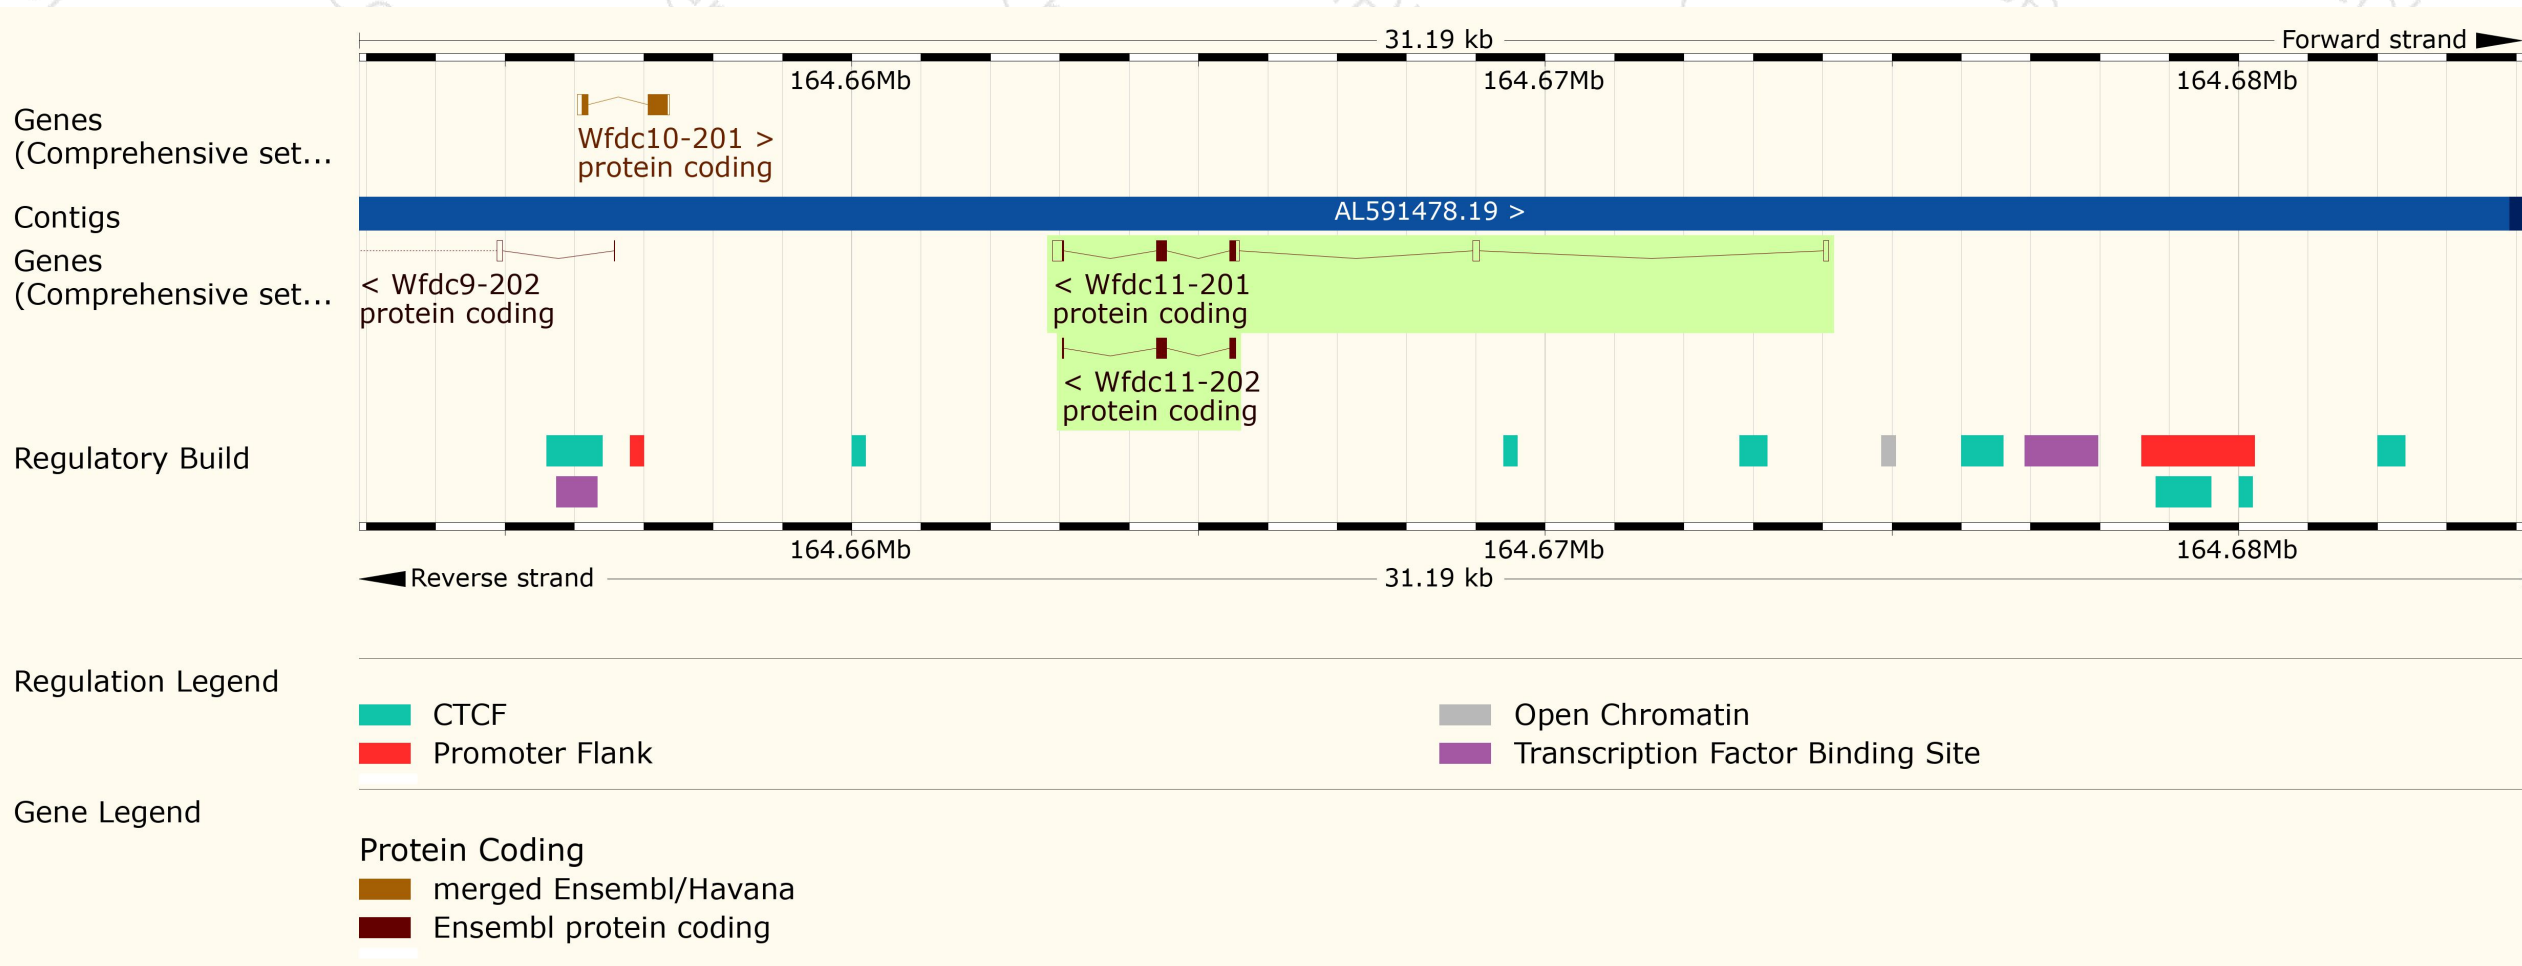 31.19 kb
Forward strand
164.66Mb 164.67Mb 164.68Mb
Genes
(Comprehensive set...
Wfdc10-201 >
protein coding
Contigs
AL591478.19 >
Genes
(Comprehensive set...
< Wfdc9-202
protein coding
< Wfdc11-201
protein coding
< Wfdc11-202
protein coding
Regulatory Build
164.66Mb 164.67Mb 164.68Mb
Reverse strand
31.19 kb
Regulation Legend
CTCF
Open Chromatin
Promoter Flank
Transcription Factor Binding Site
Gene Legend
Protein Coding
merged Ensembl/Havana
Ensembl protein coding